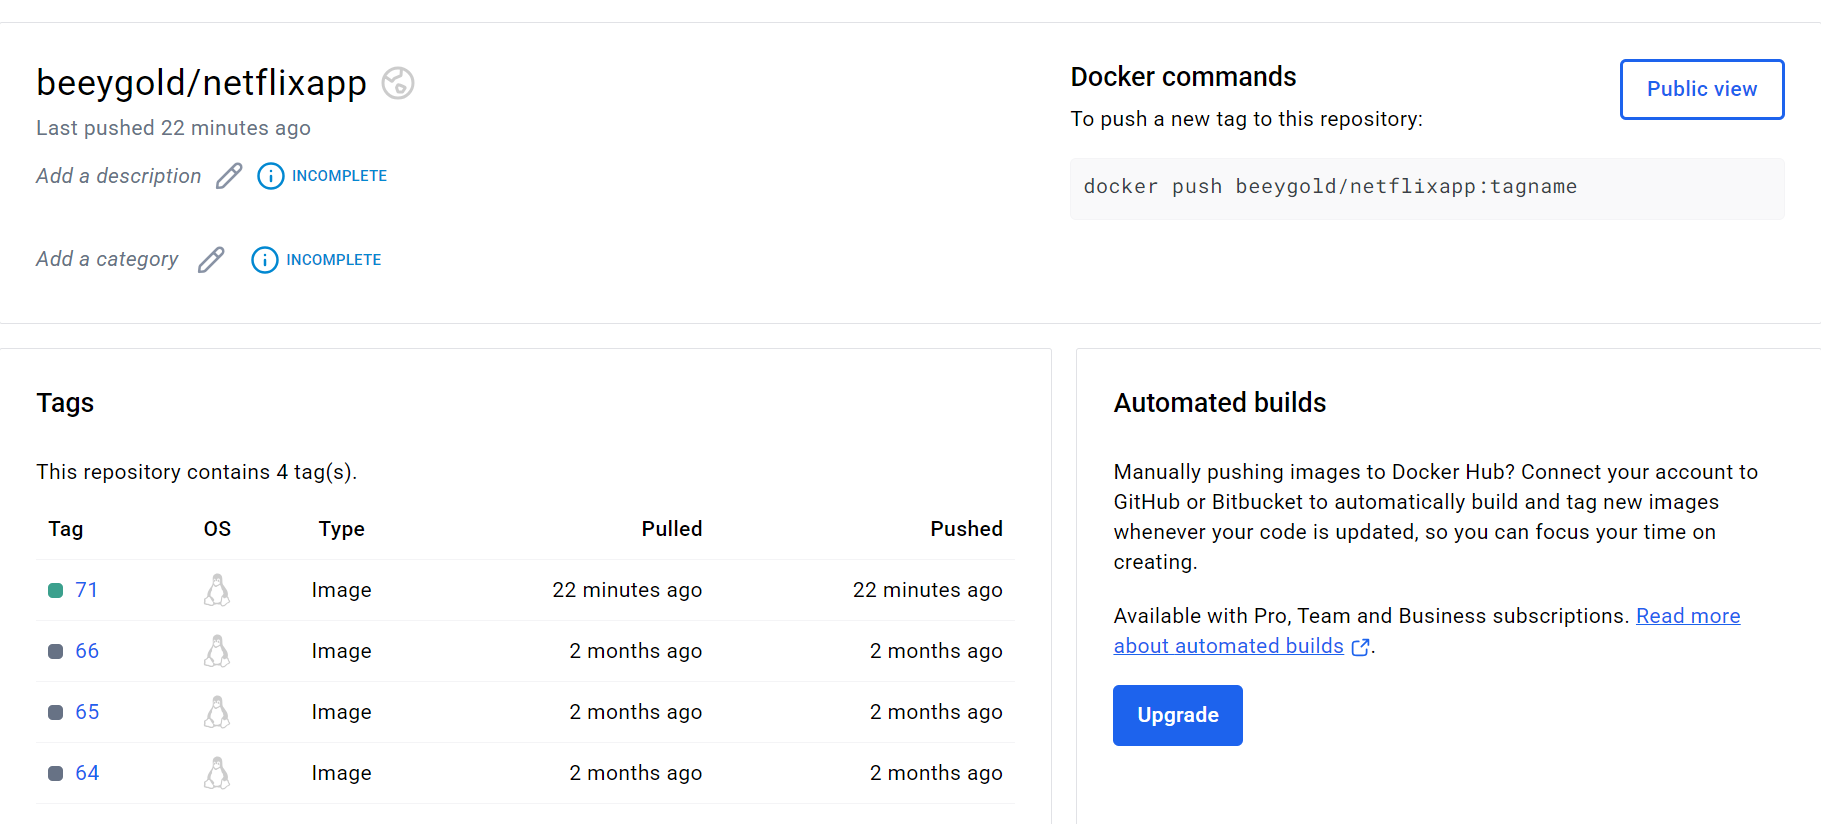 beeygold/netflixapp
Last pushed 22 minutes ago
Add a description INCOMPLETE
Add a category INCOMPLETE
Docker commands
To push a new tag to this repository:
Public view
docker push beeygold/netflixapp:tagname
Tags
This repository contains 4 tag(s).
Tag OS Type Pulled Pushed
71 Image 22 minutes ago 22 minutes ago
66 Image 2 months ago 2 months ago
65 Image 2 months ago 2 months ago
64 Image 2 months ago 2 months ago
Automated builds
Manually pushing images to Docker Hub? Connect your account to
GitHub or Bitbucket to automatically build and tag new images
whenever your code is updated, so you can focus your time on
creating.
Available with Pro, Team and Business subscriptions. Read more
about automated builds.
Upgrade